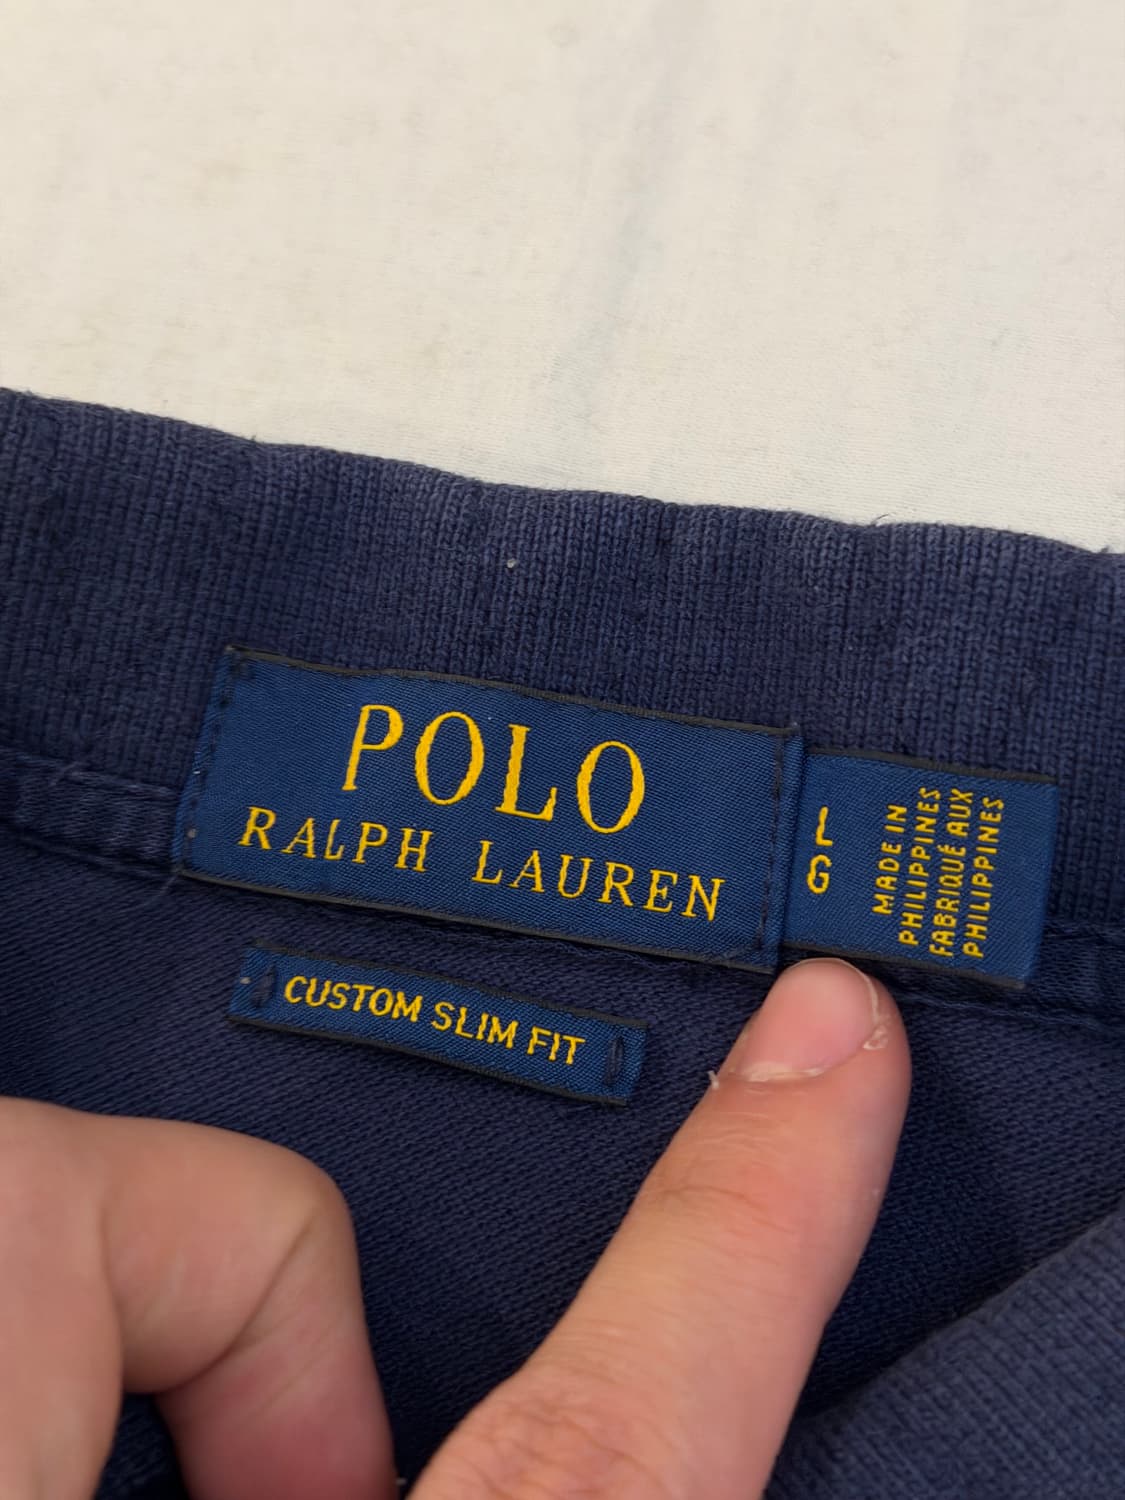 POLO
RALPH LAUREN
L
G
MADE IN
PHILIPPINES
FABRIQUÉ AUX
PHILIPPINES
CUSTOM SLIM FIT